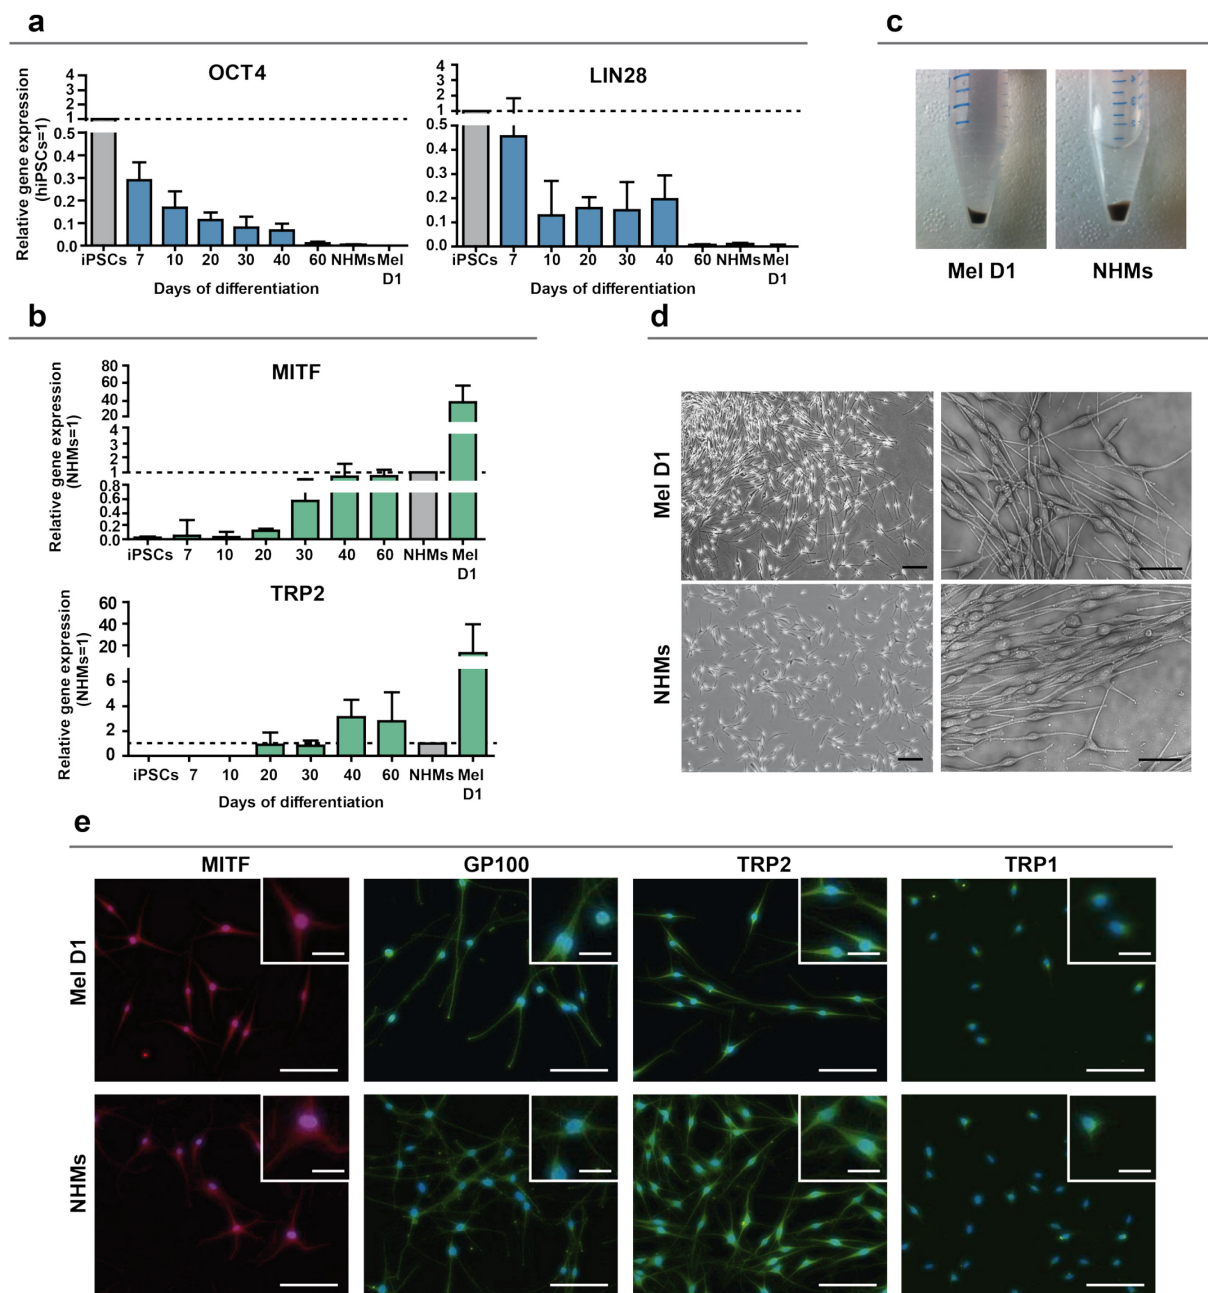 a
OCT4
Relative gene expression
(hiPSCs=1)
4
3
2
1
0.5
0.4
0.3
0.2
0.1
0.0
iPSCs 7 10 20 30 40 60 NHMs Mel
D1
Days of differentiation
LIN28
4
3
2
1
0.5
0.4
0.3
0.2
0.1
0.0
iPSCs 7 10 20 30 40 60 NHMs Mel
D1
Days of differentiation
b
MITF
Relative gene expression
(NHMs=1)
80
60
40
20
4
3
2
1
0.8
0.6
0.4
0.2
0.0
iPSCs 7 10 20 30 40 60 NHMs Mel
D1
TRP2
Relative gene expression
(NHMs=1)
60
40
20
6
4
2
0
iPSCs 7 10 20 30 40 60 NHMs Mel
D1
Days of differentiation
c
Mel D1 NHMs
d
Mel D1
NHMs
e
MITF GP100 TRP2 TRP1
Mel D1
NHMs